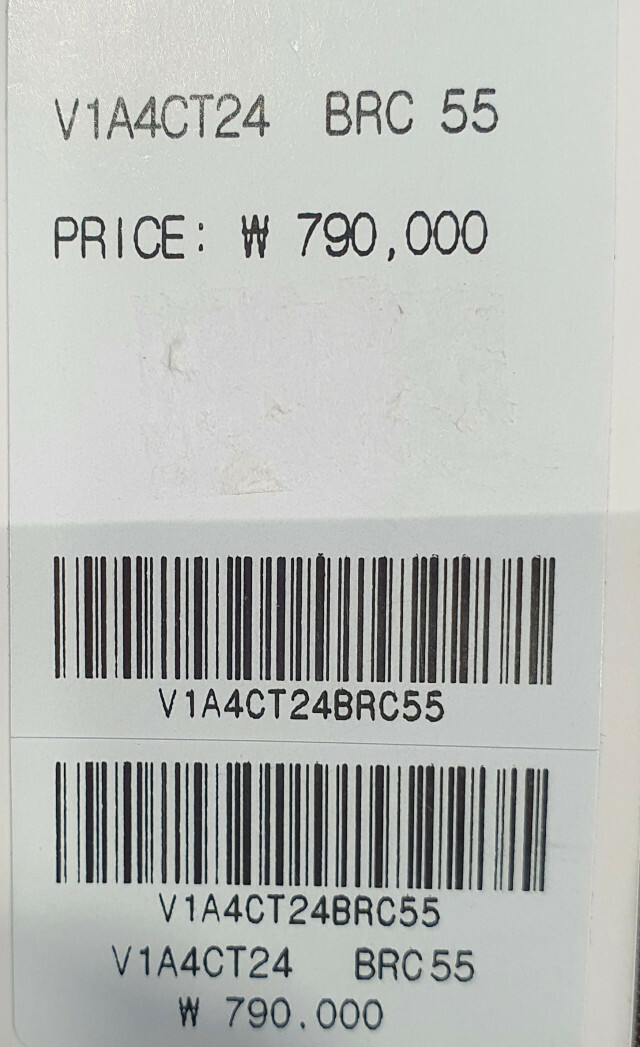 V1A4CT24 BRC 55
PRICE: ₩ 790,000
V1A4CT24BRC55
V1A4CT24BRC55
V1A4CT24 BRC55
₩ 790.000